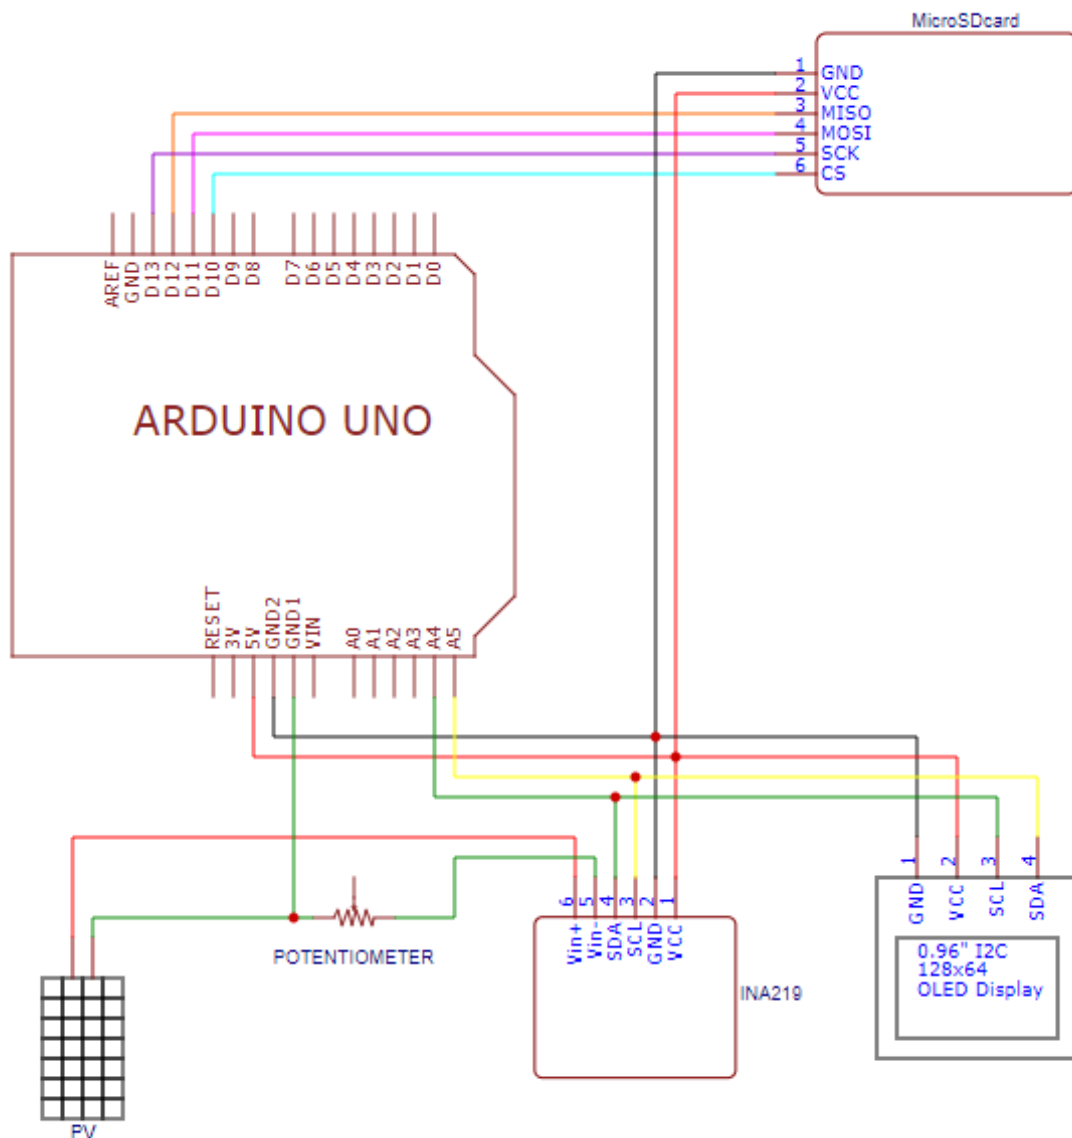 MicroSDcard
1 GND
2 VCC
3 MISO
4 MOSI
5 SCK
6 CS
AREF
GND
D13
D12
D11
D10
D9
D8
D7
D6
D5
D4
D3
D2
D1
D0
ARDUINO UNO
RESET
3V
5V
GND2
GND1
VIN
A0
A1
A2
A3
A4
A5
POTENTIOMETER
6 Vin+
5 Vin-
4 SDA
3 SCL
2 GND
1 VCC
INA219
1 GND
2 VCC
3 SCL
4 SDA
0.96" I2C
128x64
OLED Display
PV